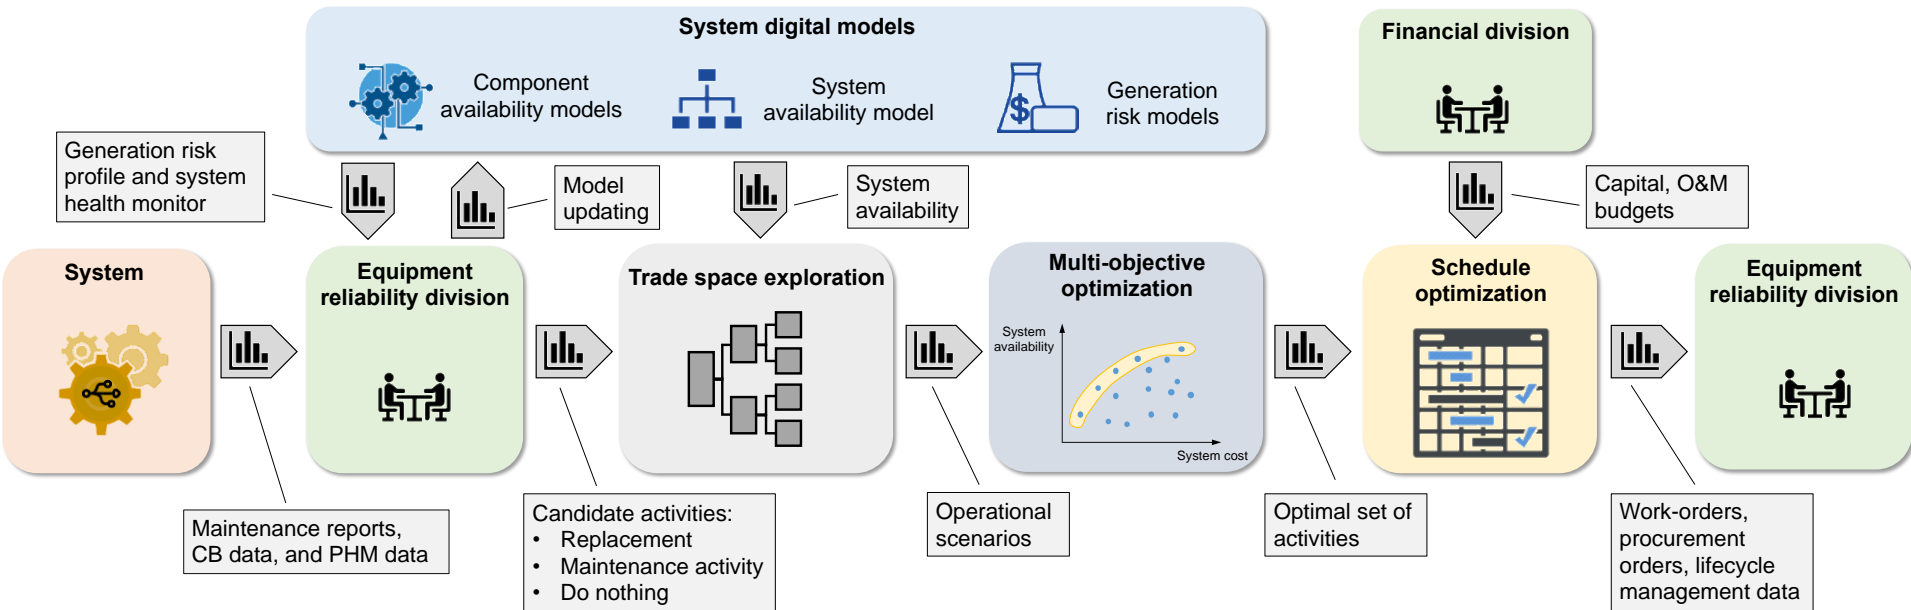 System digital models
Component
availability models
System
availability model
$
Generation
risk models
Financial division
Generation risk
profile and system
health monitor
Model
updating
System
availability
Capital, O&M
budgets
System
Equipment
reliability division
Trade space exploration
Multi-objective
optimization
System
availability
System cost
Schedule
optimization
Equipment
reliability division
Maintenance reports,
CB data, and PHM data
Candidate activities:
• Replacement
• Maintenance activity
• Do nothing
Operational
scenarios
Optimal set of
activities
Work-orders,
procurement
orders, lifecycle
management data